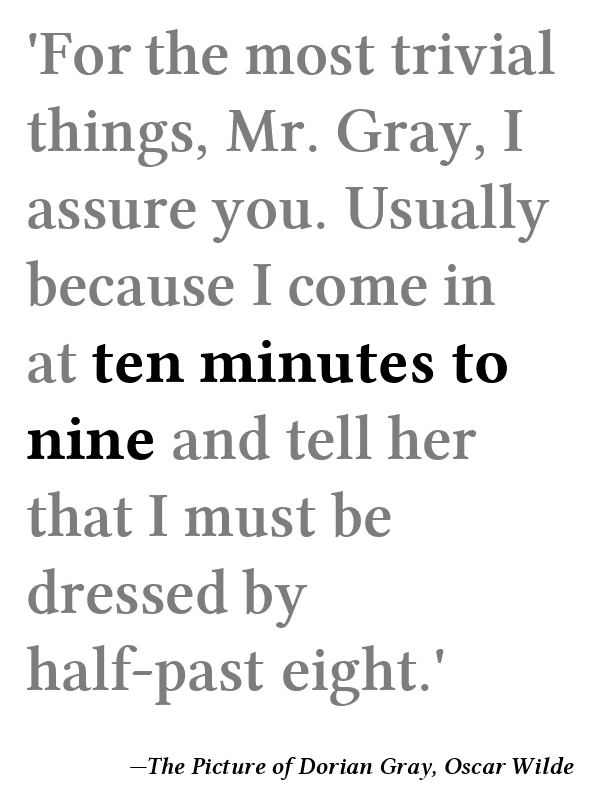 'For the most trivial
things, Mr. Gray, I
assure you. Usually
because I come in
at ten minutes to
nine and tell her
that I must be
dressed by
half-past eight.'
—The Picture of Dorian Gray, Oscar Wilde